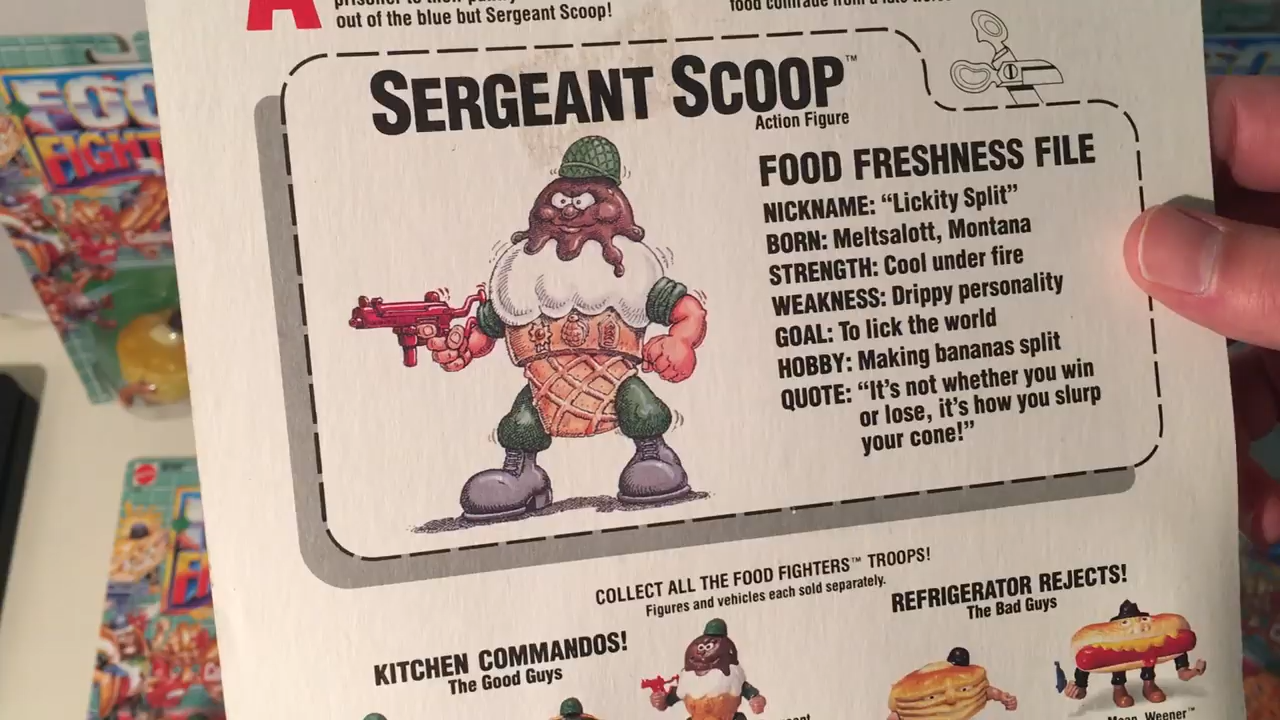 out of the blue but Sergeant Scoop!
SERGEANT SCOOP™
Action Figure
FOOD FRESHNESS FILE
NICKNAME: “Lickity Split”
BORN: Meltsalott, Montana
STRENGTH: Cool under fire
WEAKNESS: Drippy personality
GOAL: To lick the world
HOBBY: Making bananas split
QUOTE: “It’s not whether you win
or lose, it’s how you slurp
your cone!”
COLLECT ALL THE FOOD FIGHTERS™ TROOPS!
Figures and vehicles each sold separately.
KITCHEN COMMANDOS!
The Good Guys
REFRIGERATOR REJECTS!
The Bad Guys
Mean Weener™